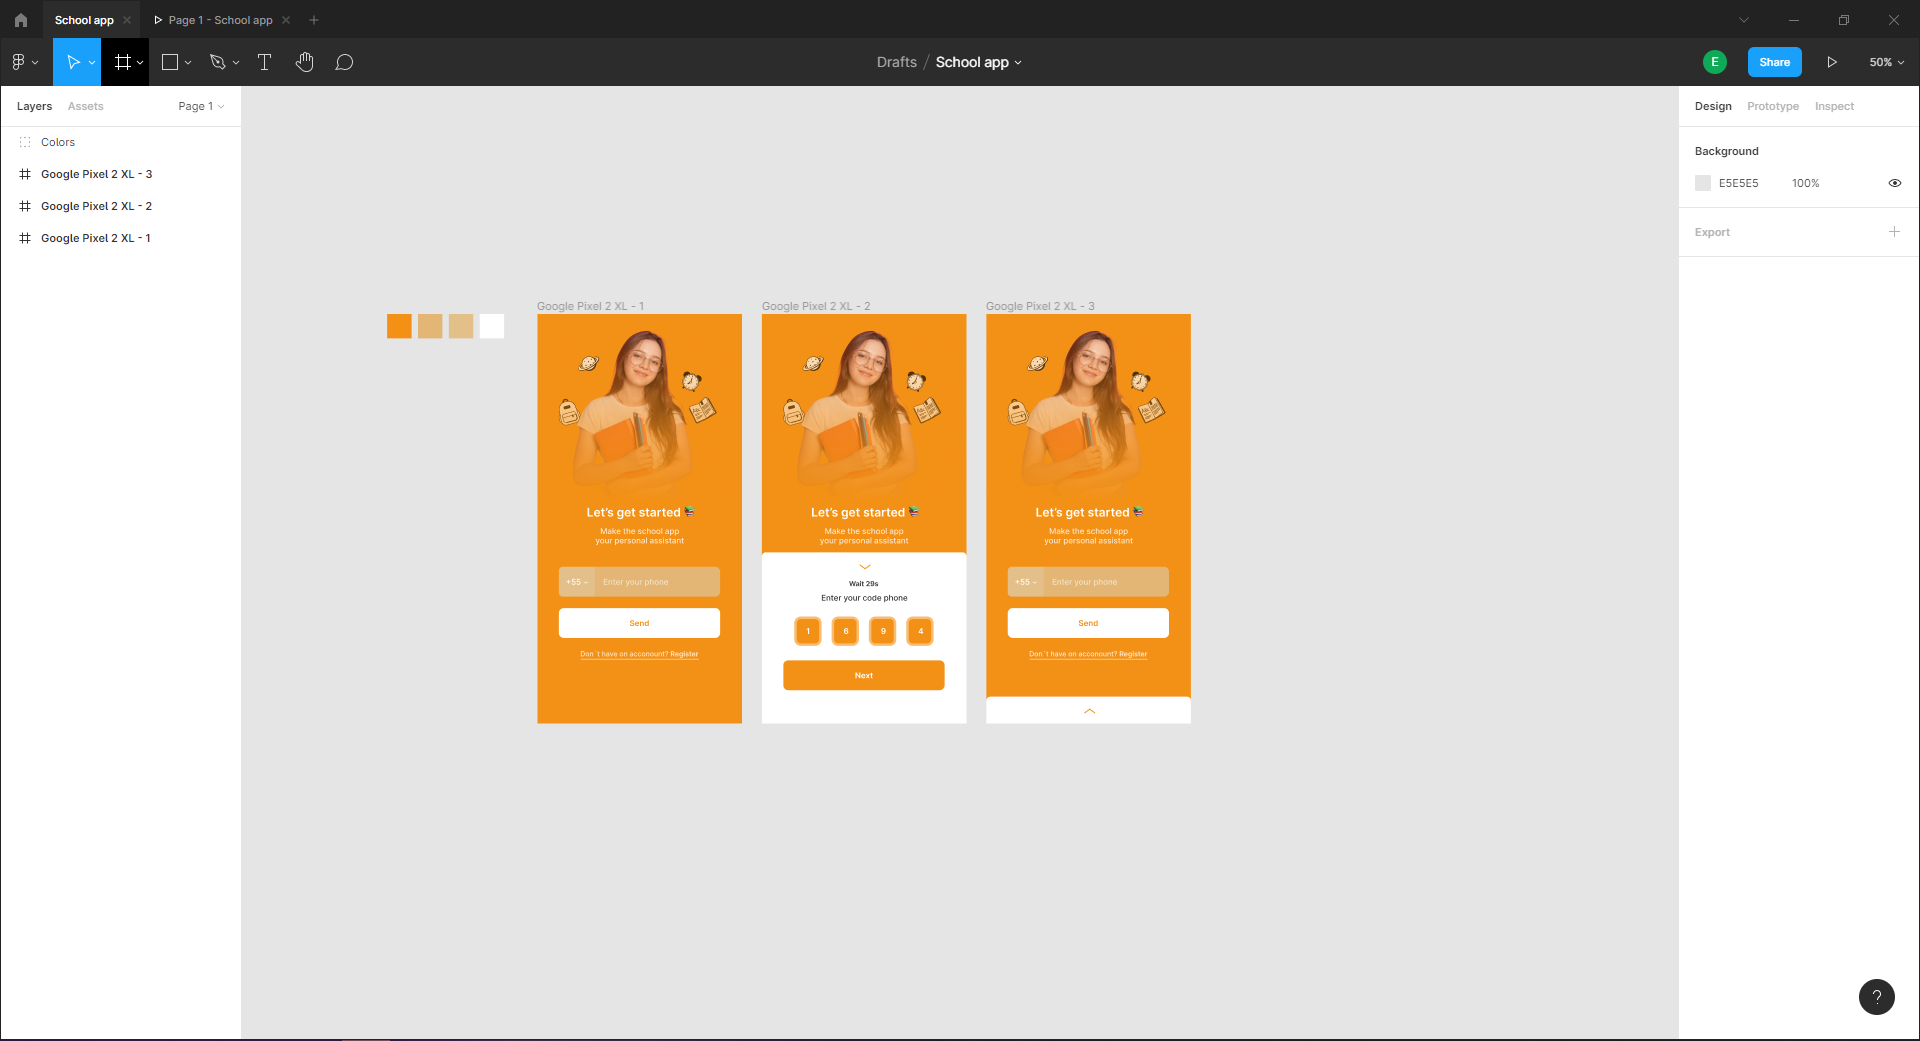 School app
Page 1 - School app
Drafts / School app
E
Share
50%
Layers
Assets
Page 1
Colors
Google Pixel 2 XL - 3
Google Pixel 2 XL - 2
Google Pixel 2 XL - 1
Design
Prototype
Inspect
Background
E5E5E5
100%
Export
Google Pixel 2 XL - 1
Let's get started
Make the school app
your personal assistant
+55
Enter your phone
Send
Don´t have on acconount? Register
Google Pixel 2 XL - 2
Let's get started
Make the school app
your personal assistant
Wait 29s
Enter your code phone
1 6 9 4
Next
Google Pixel 2 XL - 3
Let's get started
Make the school app
your personal assistant
+55
Enter your phone
Send
Don´t have on acconount? Register
?